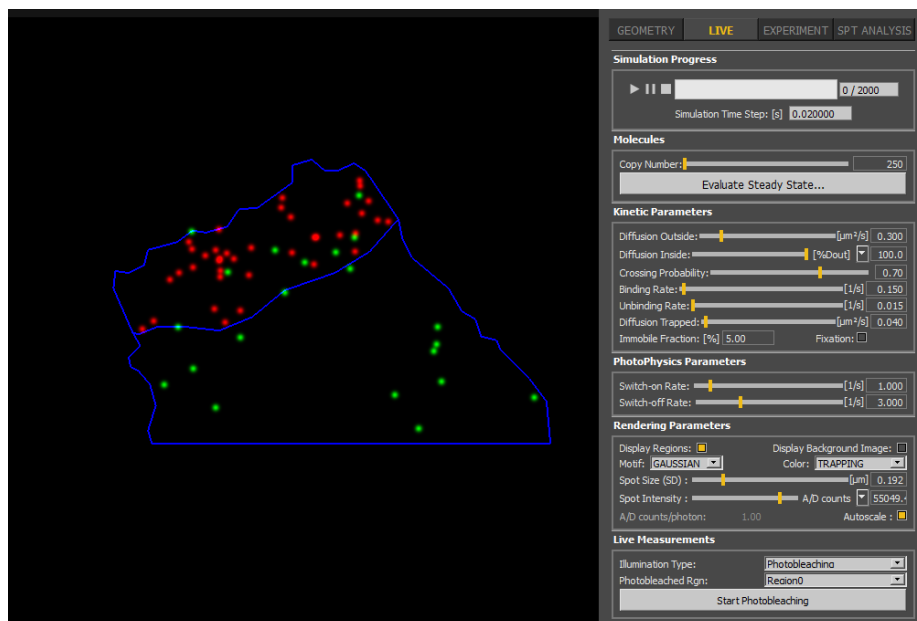 GEOMETRY LIVE EXPERIMENT SPT ANALYSIS
Simulation Progress
0 / 2000
Simulation Time Step: [s] 0.020000
Molecules
Copy Number: 250
Evaluate Steady State...
Kinetic Parameters
Diffusion Outside: [µm²/s] 0.300
Diffusion Inside: [%Dout] 100.0
Crossing Probability: 0.70
Binding Rate: [1/s] 0.150
Unbinding Rate: [1/s] 0.015
Diffusion Trapped: [µm²/s] 0.040
Immobile Fraction: [%] 5.00 Fixation:
PhotoPhysics Parameters
Switch-on Rate: [1/s] 1.000
Switch-off Rate: [1/s] 3.000
Rendering Parameters
Display Regions: Display Background Image:
Motif: GAUSSIAN Color: TRAPPING
Spot Size (SD) : [µm] 0.192
Spot Intensity : A/D counts 55049.
A/D counts/photon: 1.00 Autoscale :
Live Measurements
Illumination Type: Photobleaching
Photobleached Rgn: Region0
Start Photobleaching